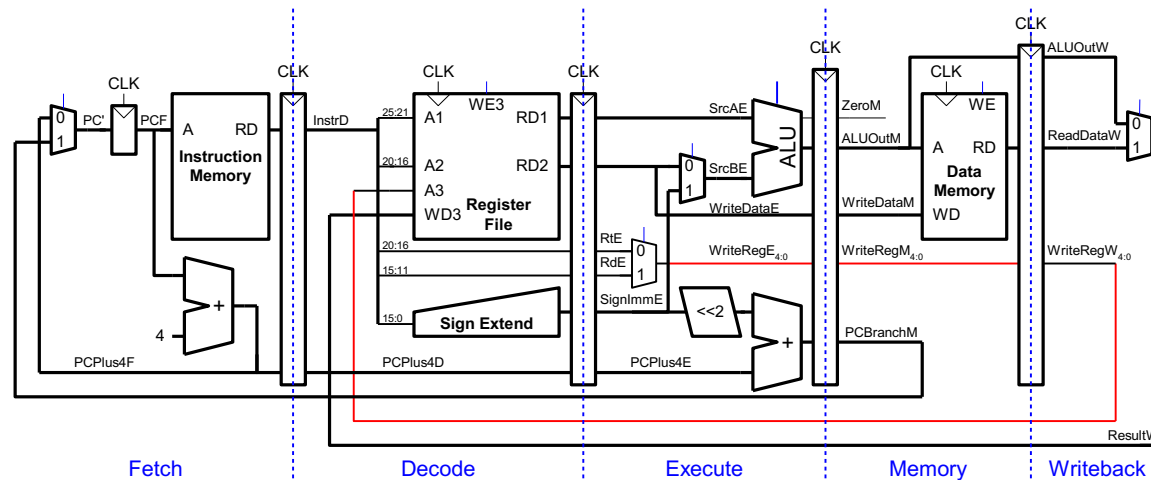 CLK
CLK ALUOutW
CLK CLK CLK CLK CLK
WE3 WE
0 PC' PCF A RD InstrD 25:21 A1 RD1 SrcAE ZeroM 0
1 Instruction Memory 20:16 A2 RD2 0 SrcBE ALU ALUOutM A RD ReadDataW 1
A3 1 Data Memory
WD3 Register File WriteDataE WriteDataM WD
20:16 RtE 0
15:11 RdE 1 WriteRegE4:0 WriteRegM4:0 WriteRegW4:0
SignImmE
+ 15:0 Sign Extend <<2
4 + PCBranchM
PCPlus4F PCPlus4D PCPlus4E
ResultW
Fetch Decode Execute Memory Writeback